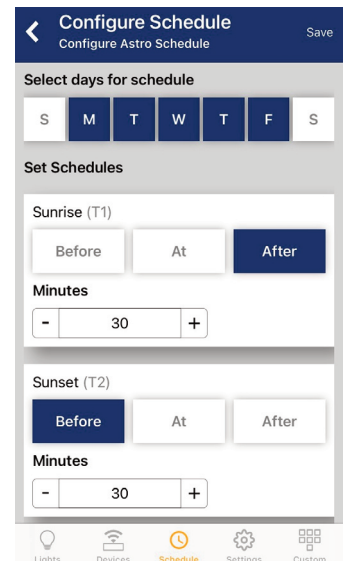 Configure Schedule
Configure Astro Schedule
Save
Select days for schedule
S M T W T F S
Set Schedules
Sunrise (T1)
Before At After
Minutes
- 30 +
Sunset (T2)
Before At After
Minutes
- 30 +
Lights Devices Schedule Settings Custom